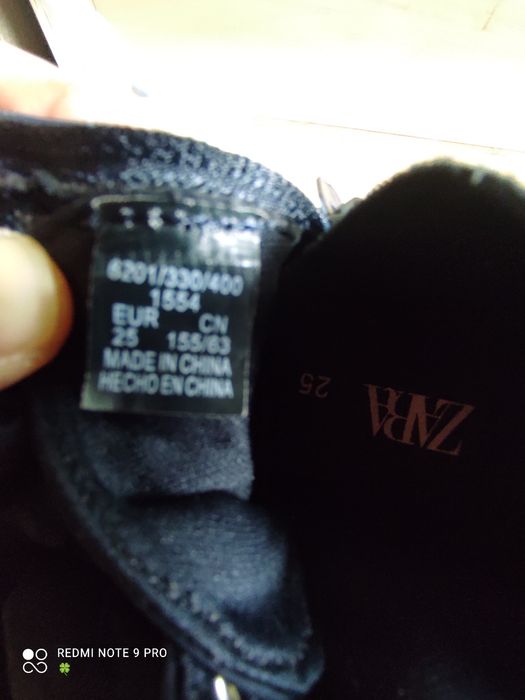 6201/330/400
1554
EUR CN
25 155/63
MADE IN CHINA
HECHO EN CHINA
25
ZARA
REDMI NOTE 9 PRO